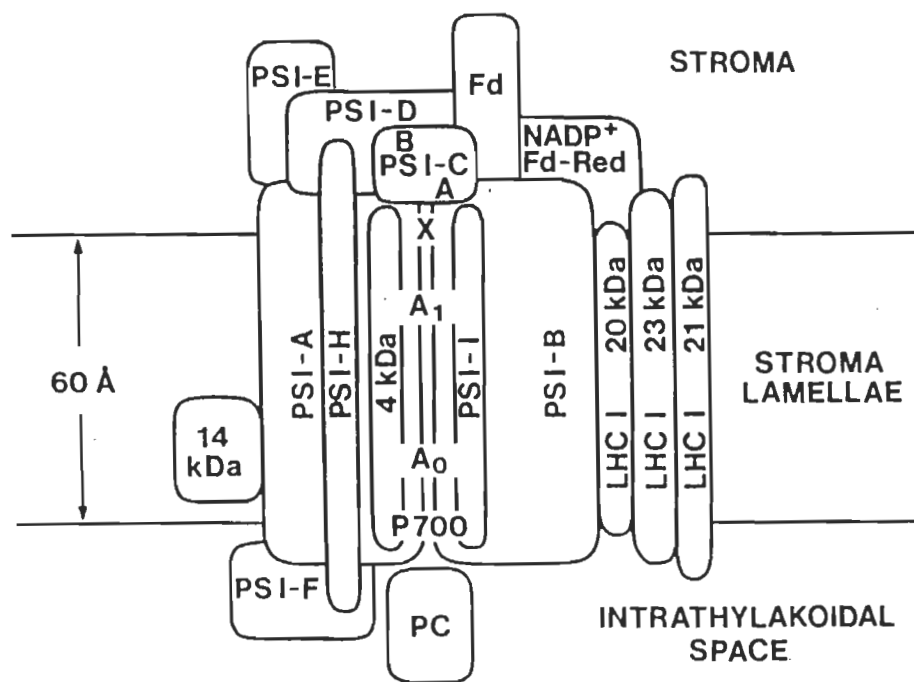 PSI-E
STROMA
PSI-D
Fd
B
PSI-C
A
NADP+
Fd-Red
X
A1
A0
P700
60 Å
14
kDa
PSI-A
PSI-H
4 kDa
PSI-I
PSI-B
LHC I 20 kDa
LHC I 23 kDa
LHC I 21 kDa
STROMA
LAMELLAE
PSI-F
PC
INTRATHYLAKOIDAL
SPACE